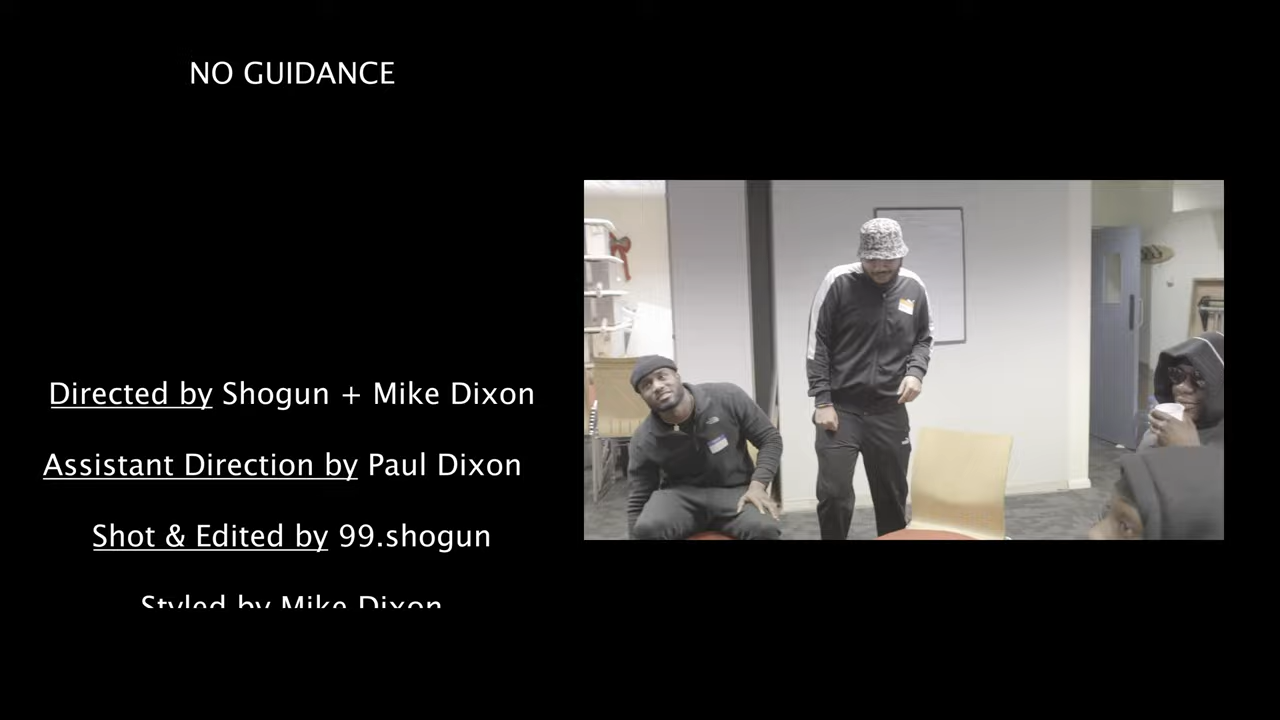 NO GUIDANCE
Directed by Shogun + Mike Dixon
Assistant Direction by Paul Dixon
Shot & Edited by 99.shogun
Styled by Mike Dixon